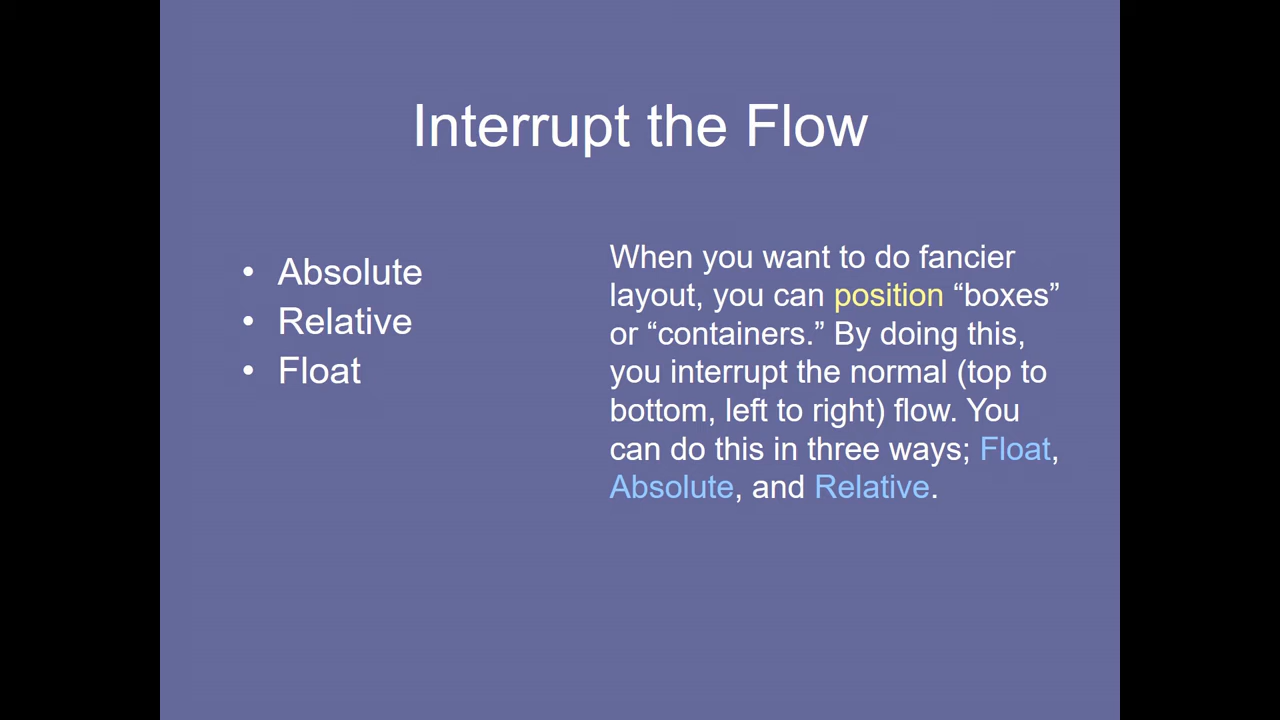 Interrupt the Flow
• Absolute
• Relative
• Float
When you want to do fancier
layout, you can position “boxes”
or “containers.” By doing this,
you interrupt the normal (top to
bottom, left to right) flow. You
can do this in three ways; Float,
Absolute, and Relative.